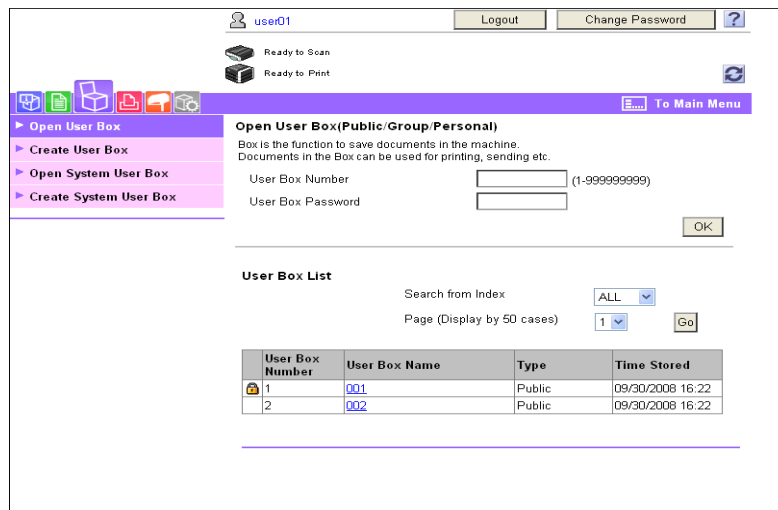 user01
Logout
Change Password
?
Ready to Scan
Ready to Print
To Main Menu
Open User Box
Create User Box
Open System User Box
Create System User Box
Open User Box(Public/Group/Personal)
Box is the function to save documents in the machine.
Documents in the Box can be used for printing, sending etc.
User Box Number (1-999999999)
User Box Password
OK
User Box List
Search from Index ALL
Page (Display by 50 cases) 1 Go
User Box Number User Box Name Type Time Stored
1 001 Public 09/30/2008 16:22
2 002 Public 09/30/2008 16:22